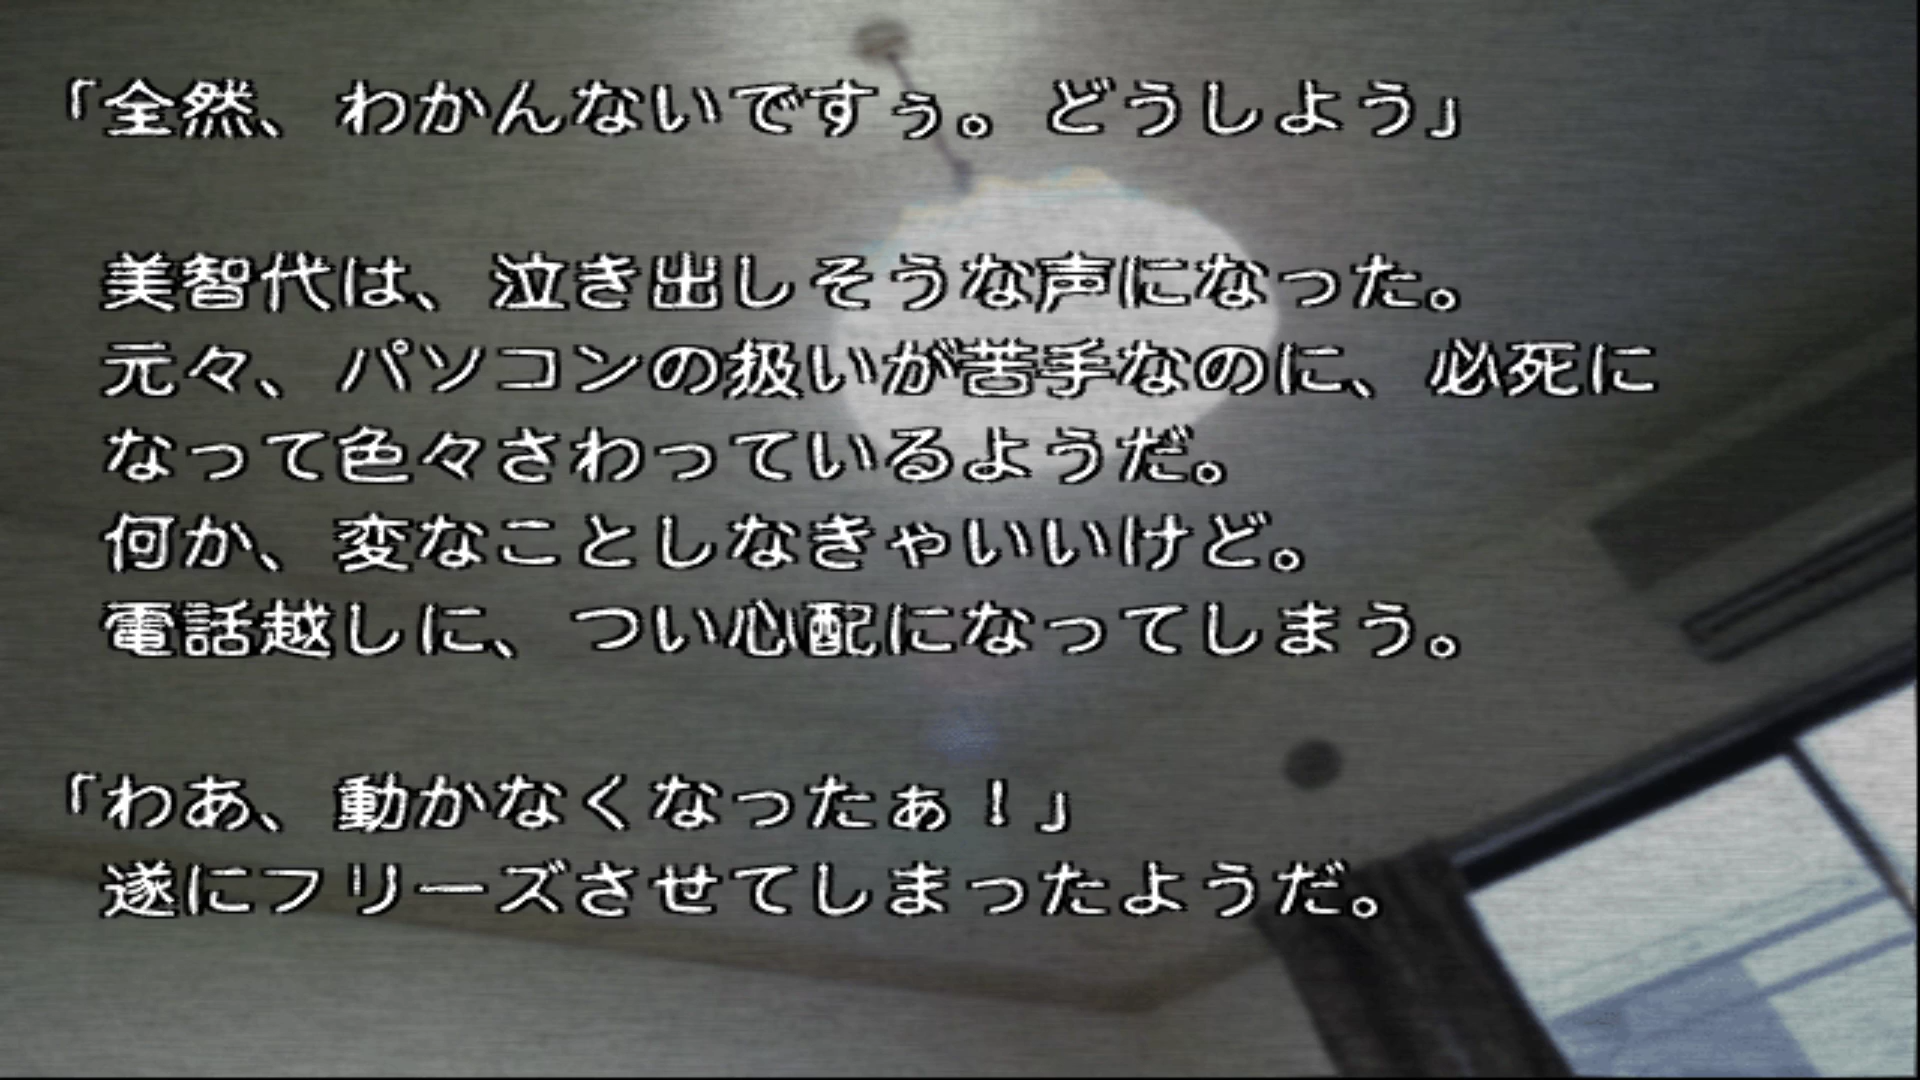 「全然、わかんないですぅ。どうしよう」
美智代は、泣き出しそうな声になった。
元々、パソコンの扱いが苦手なのに、必死に
なって色々さわっているようだ。
何か、変なことしなきゃいいけど。
電話越しに、つい心配になってしまう。
「わあ、動かなくなったぁ！」
遂にフリーズさせてしまったようだ。